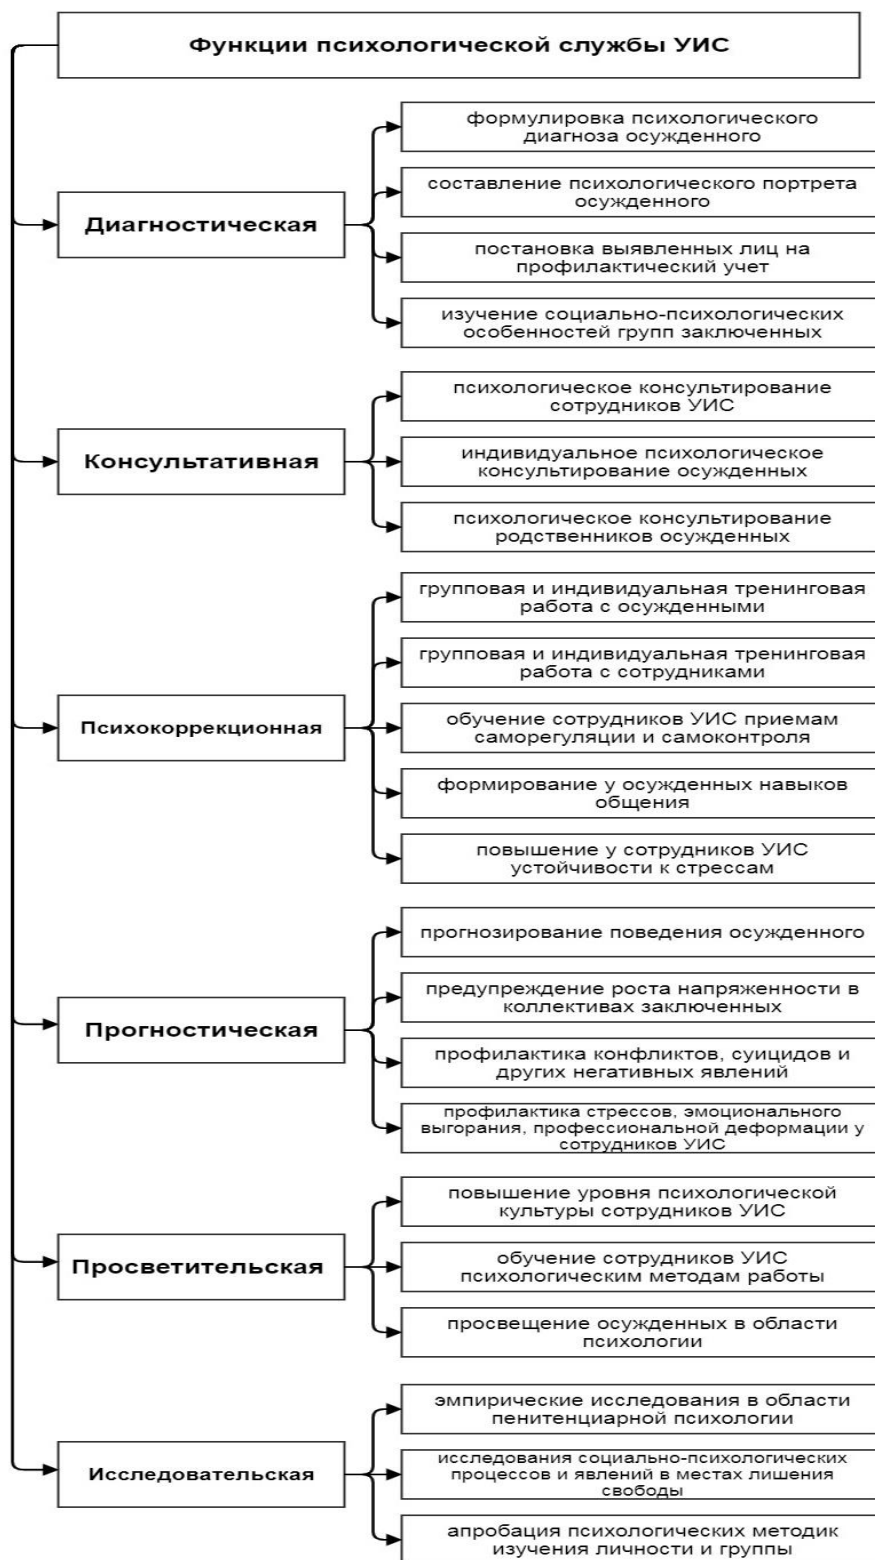 Функции психологической службы УИС
Диагностическая
формулировка психологического
диагноза осужденного
составление психологического портрета
осужденного
постановка выявленных лиц на
профилактический учет
изучение социально-психологических
особенностей групп заключенных
Консультативная
психологическое консультирование
сотрудников УИС
индивидуальное психологическое
консультирование осужденных
психологическое консультирование
родственников осужденных
Психокоррекционная
групповая и индивидуальная тренинговая
работа с осужденными
групповая и индивидуальная тренинговая
работа с сотрудниками
обучение сотрудников УИС приемам
саморегуляции и самоконтроля
формирование у осужденных навыков
общения
повышение у сотрудников УИС
устойчивости к стрессам
Прогностическая
прогнозирование поведения осужденного
предупреждение роста напряженности в
коллективах заключенных
профилактика конфликтов, суицидов и
других негативных явлений
профилактика стрессов, эмоционального
выгорания, профессиональной деформации у
сотрудников УИС
Просветительская
повышение уровня психологической
культуры сотрудников УИС
обучение сотрудников УИС
психологическим методам работы
просвещение осужденных в области
психологии
Исследовательская
эмпирические исследования в области
пенитенциарной психологии
исследования социально-психологических
процессов и явлений в местах лишения
свободы
апробация психологических методик
изучения личности и группы